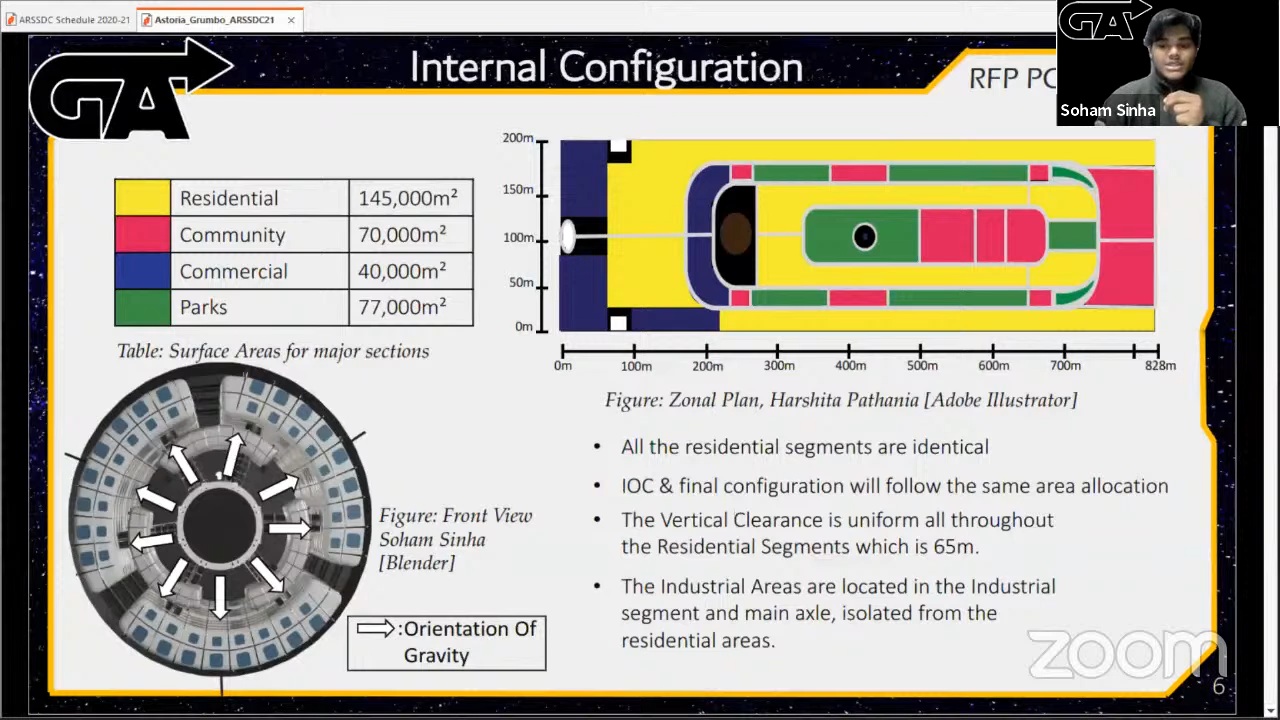 ARSSDC Schedule 2020-21
Astoria_Grumbo_ARSSDC21
GA
Internal Configuration
RFP
GA
Soham Sinha
Residential 145,000m²
Community 70,000m²
Commercial 40,000m²
Parks 77,000m²
Table: Surface Areas for major sections
200m
150m
100m
50m
0m
0m 100m 200m 300m 400m 500m 600m 700m 828m
Figure: Zonal Plan, Harshita Pathania [Adobe Illustrator]
Figure: Front View
Soham Sinha
[Blender]
:Orientation Of
Gravity
• All the residential segments are identical
• IOC & final configuration will follow the same area allocation
• The Vertical Clearance is uniform all throughout
the Residential Segments which is 65m.
• The Industrial Areas are located in the Industrial
segment and main axle, isolated from the
residential areas.
zoom
6